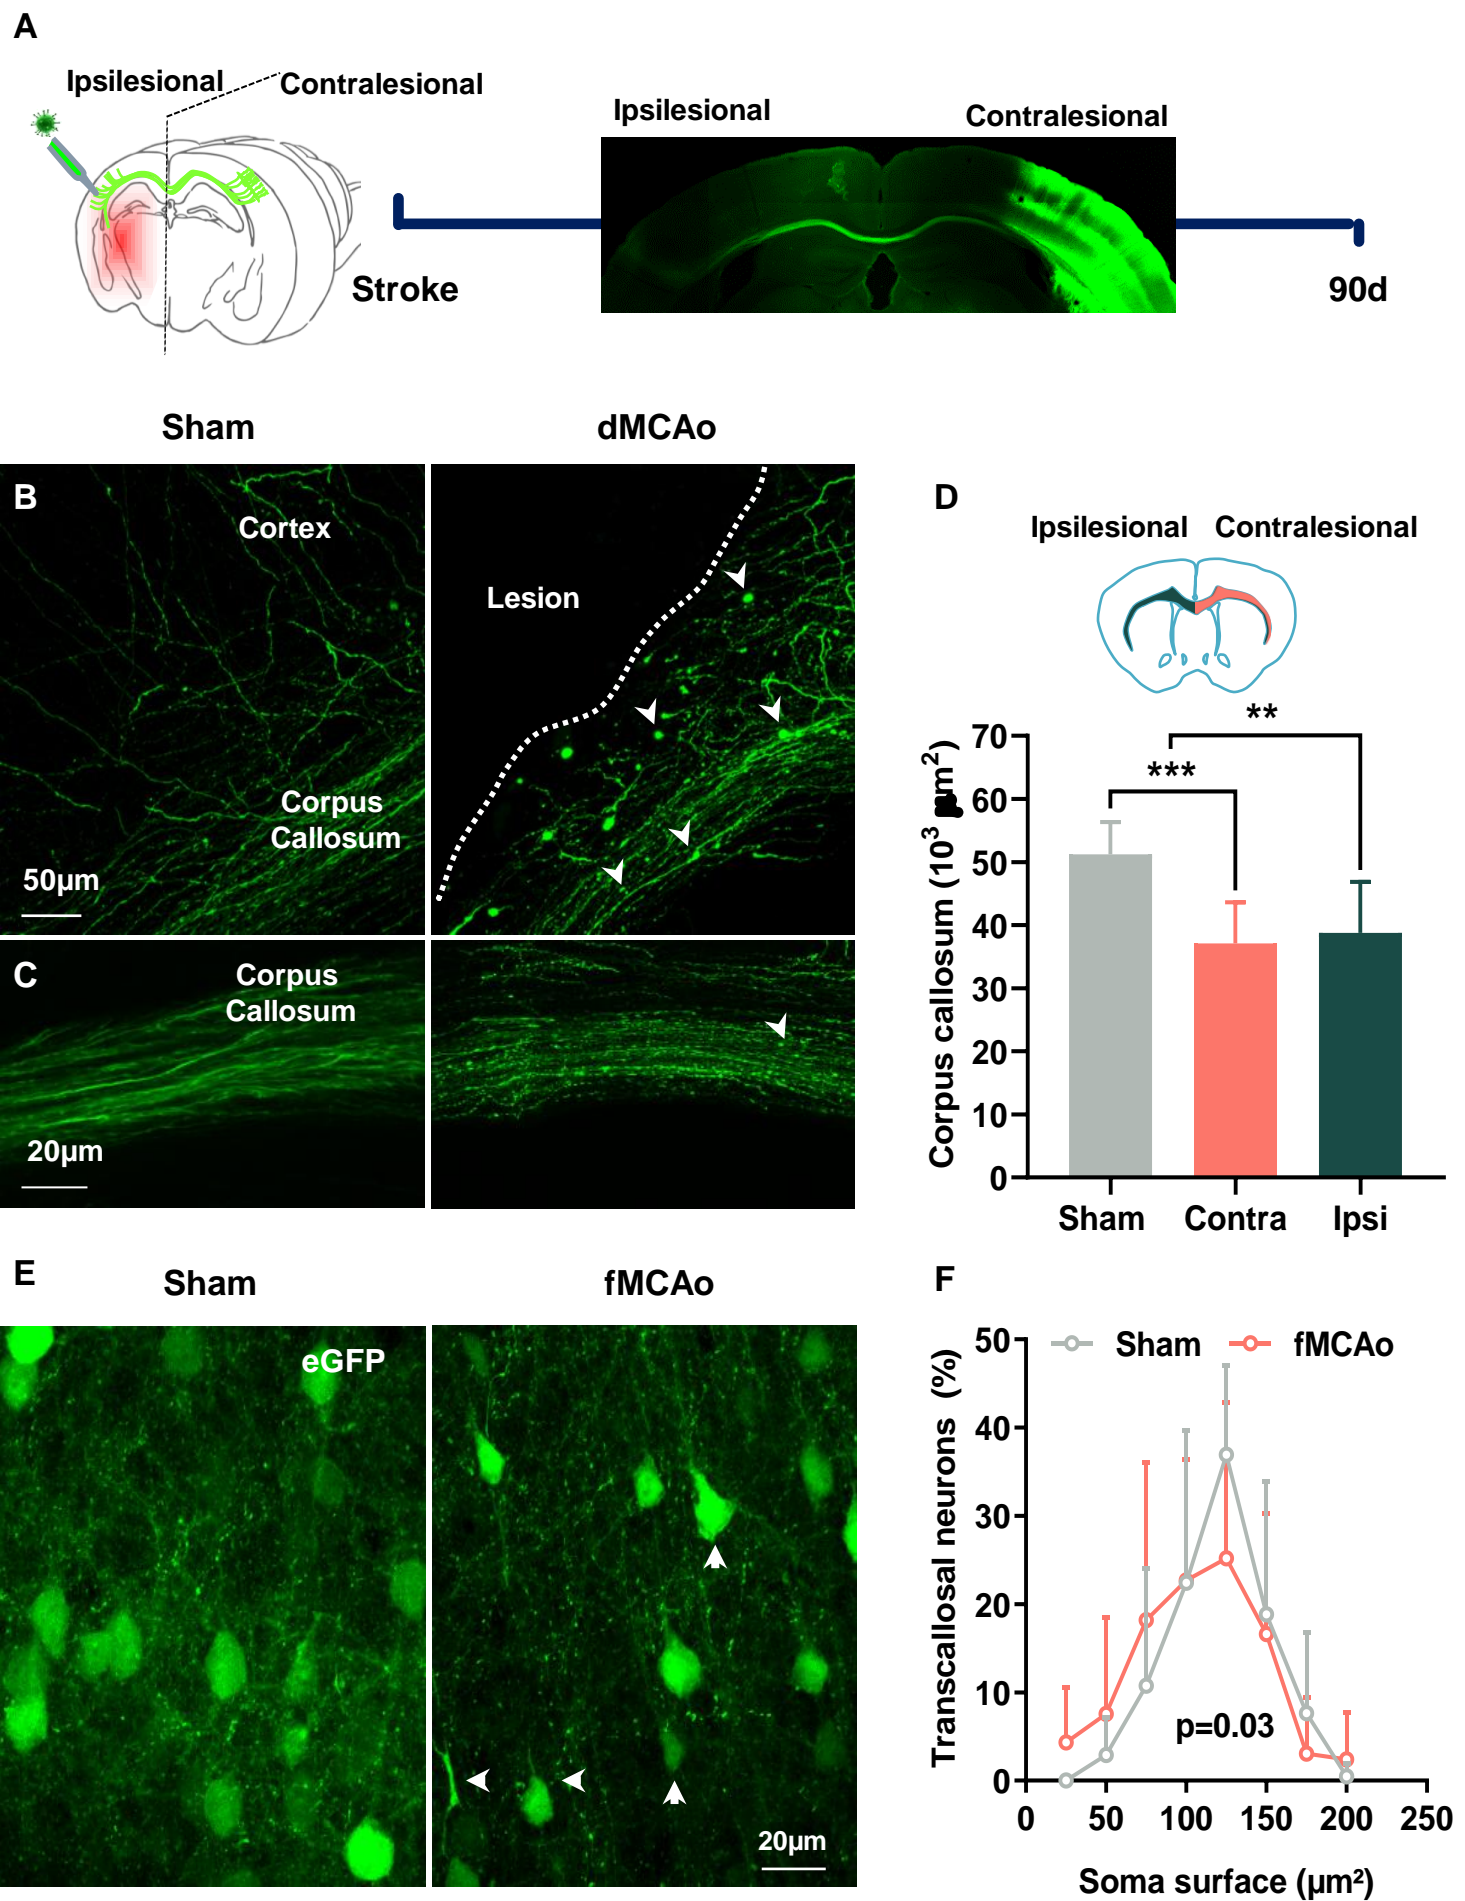 A
Ipsilesional
Contralesional
Ipsilesional
Contralesional
Stroke
90d
Sham
dMCAo
B
Cortex
Corpus
Callosum
50µm
Lesion
C
Corpus
Callosum
20µm
D
Ipsilesional Contralesional
**
***
Corpus callosum (10³ µm²)
70
60
50
40
30
20
10
0
Sham
Contra
Ipsi
E
Sham
fMCAo
eGFP
20µm
F
Sham
fMCAo
Transcallosal neurons (%)
50
40
30
20
10
0
p=0.03
0
50
100
150
200
250
Soma surface (µm²)